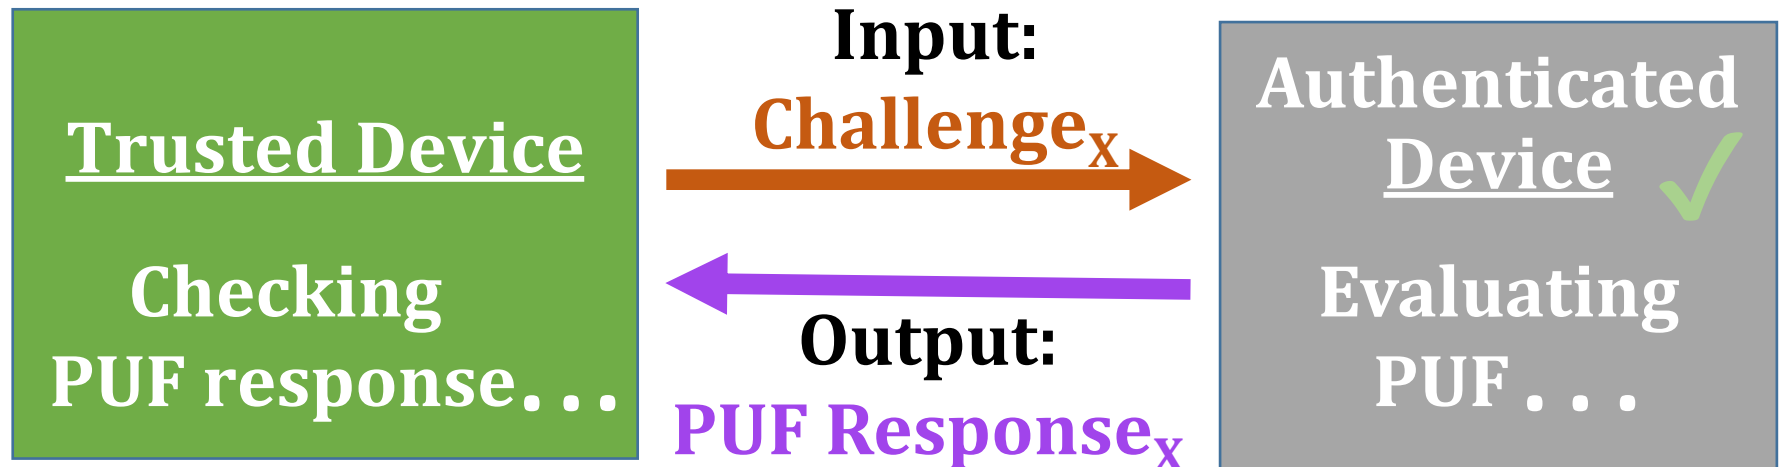 Trusted Device
Checking
PUF response...
Input:
Challengeₓ
Output:
PUF Responseₓ
Authenticated
Device ✓
Evaluating
PUF...